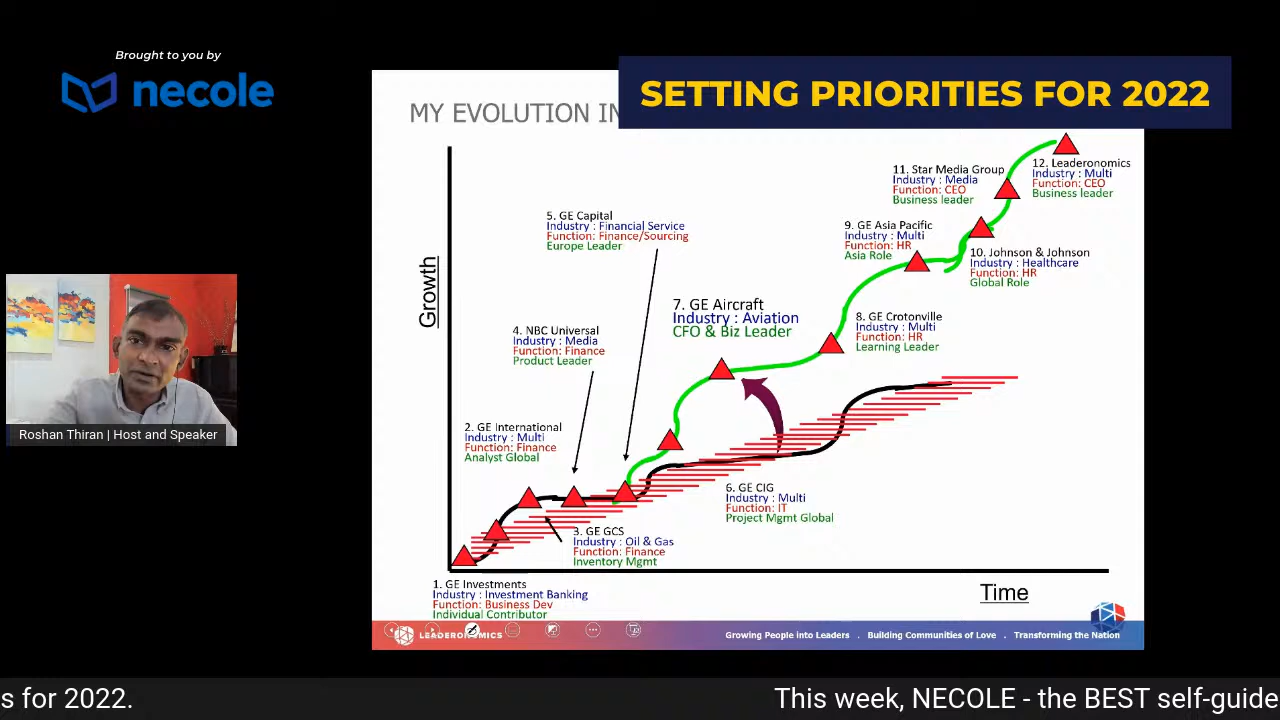 Brought to you by
necole
SETTING PRIORITIES FOR 2022
MY EVOLUTION IN
Growth
11. Star Media Group
Industry : Media
Function: CEO
Business leader
12. Leaderonomics
Industry : Multi
Function: CEO
Business leader
5. GE Capital
Industry : Financial Service
Function: Finance/Sourcing
Europe Leader
9. GE Asia Pacific
Industry : Multi
Function: HR
Asia Role
10. Johnson & Johnson
Industry : Healthcare
Function: HR
Global Role
7. GE Aircraft
Industry : Aviation
CFO & Biz Leader
8. GE Crotonville
Industry : Multi
Function: HR
Learning Leader
4. NBC Universal
Industry : Media
Function: Finance
Product Leader
2. GE International
Industry : Multi
Function: Finance
Analyst Global
6. GE CIG
Industry : Multi
Function: IT
Project Mgmt Global
3. GE GCS
Industry : Oil & Gas
Function: Finance
Inventory Mgmt
1. GE Investments
Industry : Investment Banking
Function: Business Dev
Individual Contributor
Time
Roshan Thiran | Host and Speaker
LEADERONOMICS
Growing People into Leaders . Building Communities of Love . Transforming the Nation
s for 2022. This week, NECOLE - the BEST self-guide